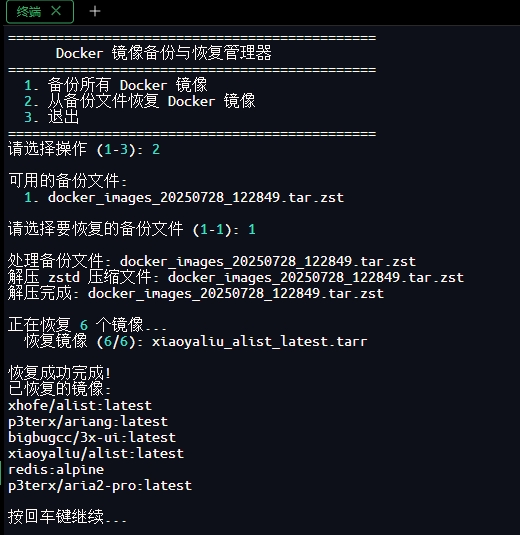 终端
==============================================
Docker 镜像备份与恢复管理器
==============================================
1. 备份所有 Docker 镜像
2. 从备份文件恢复 Docker 镜像
3. 退出
==============================================
请选择操作 (1-3): 2
可用的备份文件:
1. docker_images_20250728_122849.tar.zst
请选择要恢复的备份文件 (1-1): 1
处理备份文件: docker_images_20250728_122849.tar.zst
解压 zstd 压缩文件: docker_images_20250728_122849.tar.zst
解压完成: docker_images_20250728_122849.tar.zst
正在恢复 6 个镜像...
恢复镜像 (6/6): xiaoyaliu_alist_latest.tarr
恢复成功完成!
已恢复的镜像:
xhofe/alist:latest
p3terx/ariang:latest
bigbugcc/3x-ui:latest
xiaoyaliu/alist:latest
redis:alpine
p3terx/aria2-pro:latest
按回车键继续...